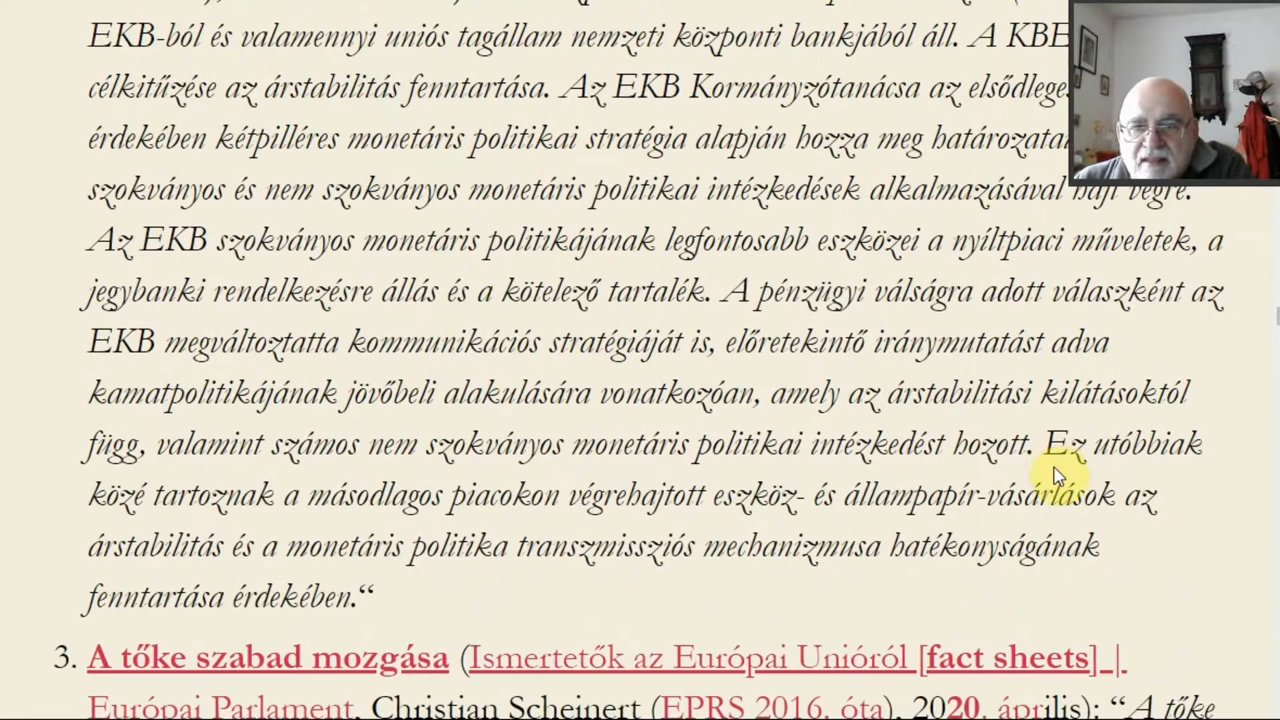 EKB-ból és valamennyi uniós tagállam nemzeti központi bankjából áll. A KBE
célkitűzése az árstabilitás fenntartása. Az EKB Kormányzótanácsa az
érdekében kétpilléres monetáris politikai stratégia alapján hozza meg
szokványos és nem szokványos monetáris politikai intézkedések alkalmazásával hajt végre.
Az EKB szokványos monetáris politikájának legfontosabb eszközei a nyíltpiaci műveletek, a
jegybanki rendelkezésre állás és a kötelező tartalék. A pénzügyi válságra adott válaszként az
EKB megváltoztatta kommunikációs stratégiáját is, előretekintő iránymutatást adva
kamatpolitikájának jövőbeli alakulására vonatkozóan, amely az árstabilitási kilátásoktól
függ, valamint számos nem szokványos monetáris politikai intézkedést hozott. Ez utóbbiak
közé tartoznak a másodlagos piacokon végrehajtott eszköz- és állampapír-vásárlások az
árstabilitás és a monetáris politika transzmissziós mechanizmusa hatékonyságának
fenntartása érdekében.“
3. A tőke szabad mozgása (Ismertetők az Európai Unióról [fact sheets] |
Európai Parlament, Christian Scheinert (EPRS 2016. óta), 2020. április): “A tőke